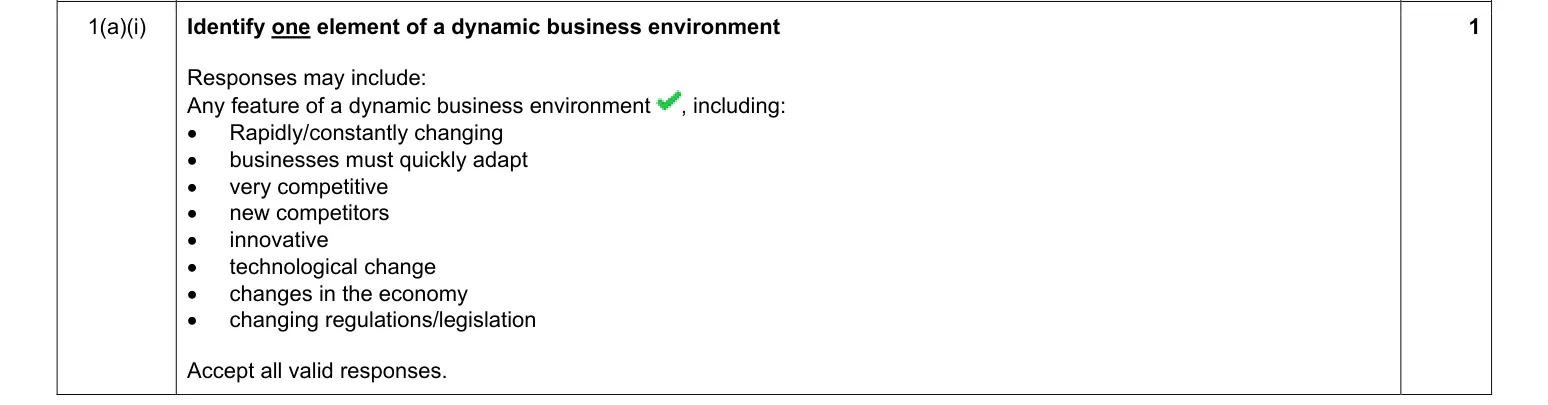 1(a)(i) Identify one element of a dynamic business environment 1
Responses may include:
Any feature of a dynamic business environment ✓, including:
• Rapidly/constantly changing
• businesses must quickly adapt
• very competitive
• new competitors
• innovative
• technological change
• changes in the economy
• changing regulations/legislation
Accept all valid responses.